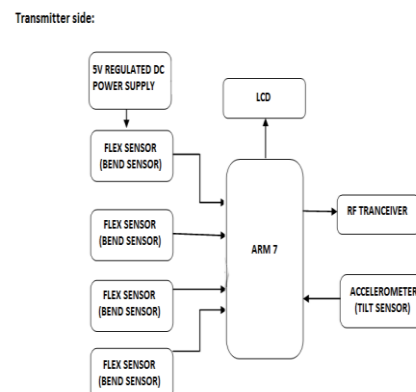 Transmitter side:
5V REGULATED DC
POWER SUPPLY
LCD
FLEX SENSOR
(BEND SENSOR)
FLEX SENSOR
(BEND SENSOR)
FLEX SENSOR
(BEND SENSOR)
FLEX SENSOR
(BEND SENSOR)
ARM 7
RF TRANCEIVER
ACCELEROMETER
(TILT SENSOR)